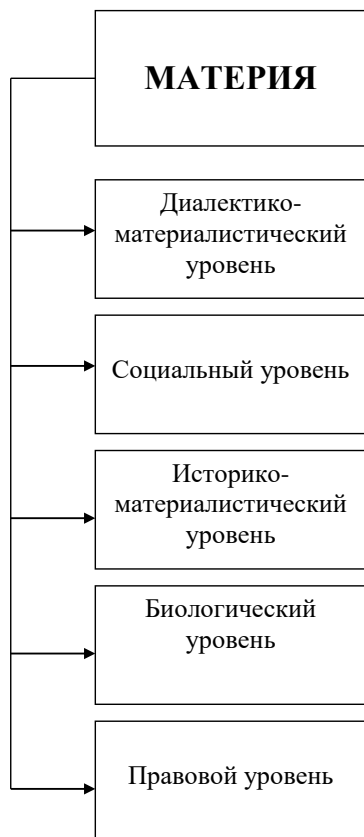 МАТЕРИЯ
Диалектико-
материалистический
уровень
Социальный уровень
Историко-
материалистический
уровень
Биологический
уровень
Правовой уровень